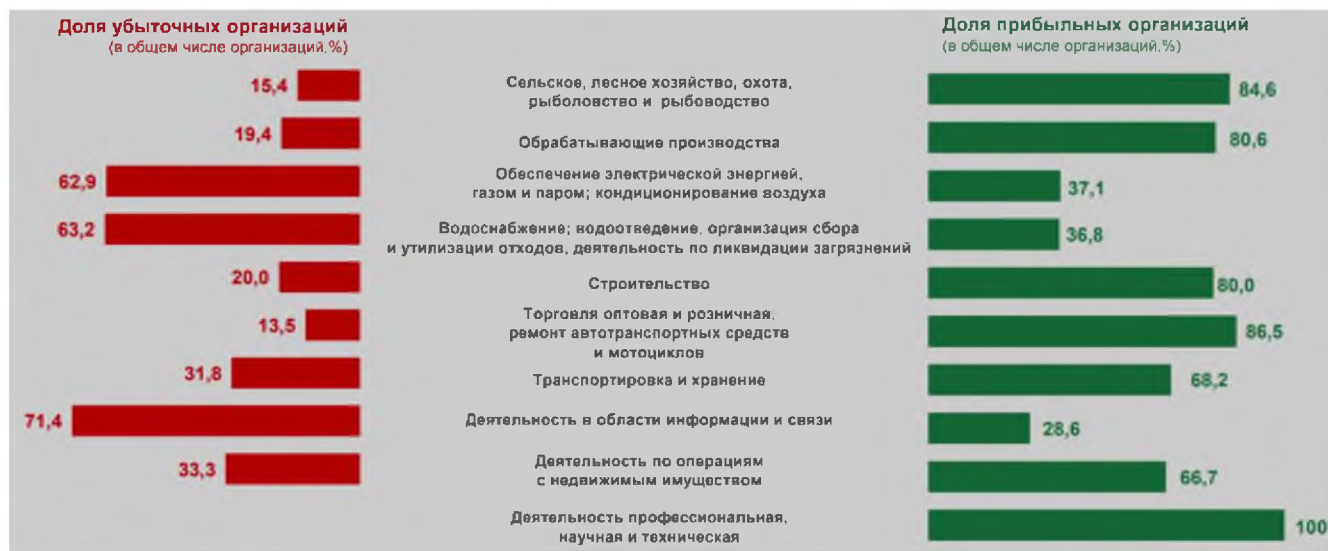 Доля убыточных организаций
(в общем числе организаций,%)
Доля прибыльных организаций
(в общем числе организаций,%)
15,4
Сельское, лесное хозяйство, охота,
рыболовство и рыбоводство
84,6
19,4
Обрабатывающие производства
80,6
62,9
Обеспечение электрической энергией,
газом и паром; кондиционирование воздуха
37,1
63,2
Водоснабжение; водоотведение, организация сбора
и утилизации отходов, деятельность по ликвидации загрязнений
36,8
20,0
Строительство
80,0
13,5
Торговля оптовая и розничная,
ремонт автотранспортных средств
и мотоциклов
86,5
31,8
Транспортировка и хранение
68,2
71,4
Деятельность в области информации и связи
28,6
33,3
Деятельность по операциям
с недвижимым имуществом
66,7
Деятельность профессиональная,
научная и техническая
100